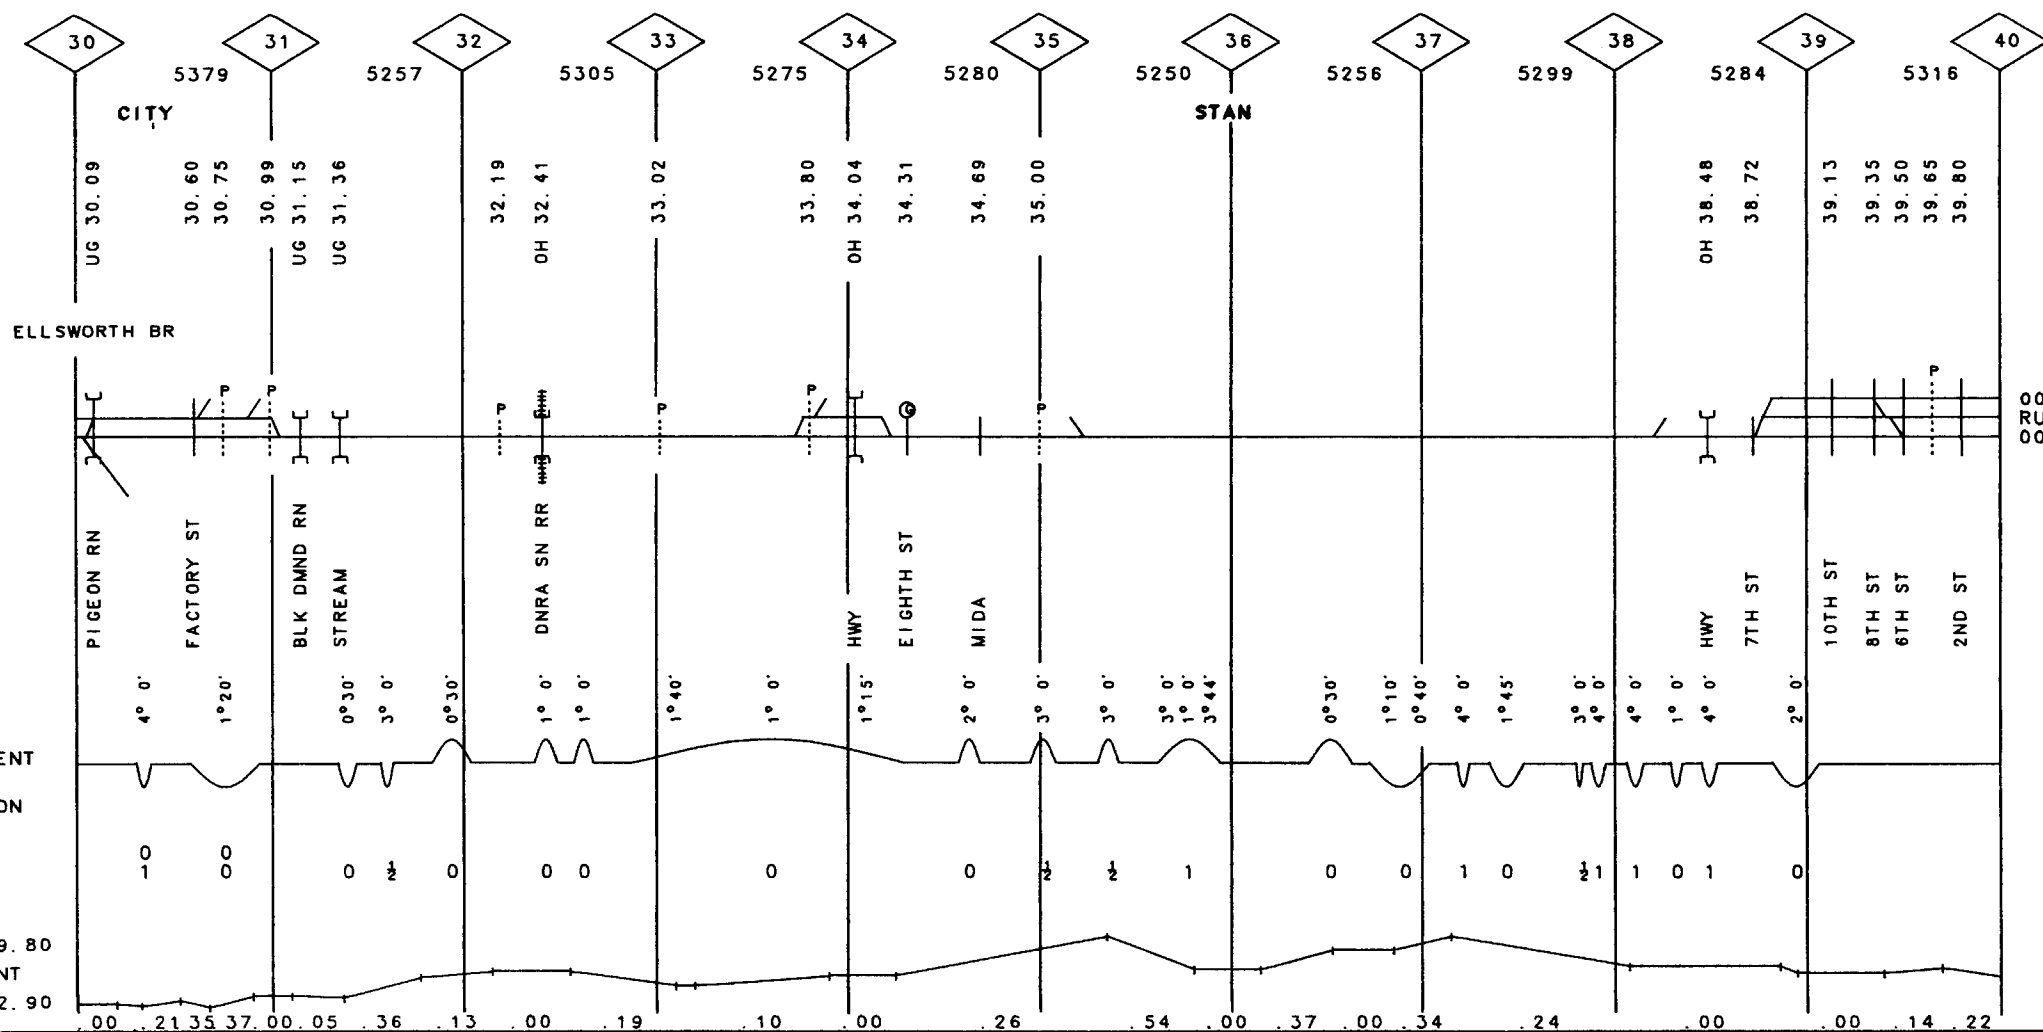 30 31 32 33 34 35 36 37 38 39 40
5379 5257 5305 5275 5280 5250 5256 5299 5284 5316
CITY STAN
UG 30.09
30.60
30.75
30.99
UG 31.15
UG 31.36
32.19
OH 32.41
33.02
33.80
OH 34.04
34.31
34.69
35.00
OH 38.48
38.72
39.13
39.35
39.50
39.65
39.80
ELLSWORTH BR
P P P P P P P
G
00
RU
00
PIGEON RN
FACTORY ST
BLK DMND RN
STREAM
DNRA SN RR
HWY
EIGHTH ST
MIDA
HWY
7TH ST
10TH ST
8TH ST
6TH ST
2ND ST
4° 0' 1°20' 0°30' 3° 0' 0°30' 1° 0' 1° 0' 1°40' 1° 0' 1°15' 2° 0' 3° 0' 3° 0' 3° 0' 1° 0' 3°44' 0°30' 1°10' 0°40' 4° 0' 1°45' 3° 0' 4° 0' 4° 0' 1° 0' 4° 0' 2° 0'
ENT
ON
0 0
1 0 0 ½ 0 0 0 0 0 ½ ½ 1 0 0 1 0 ½ 1 1 0 1 0
9.80
NT
2.90
.00 .21 35 37 .00 .05 .36 .13 .00 .19 .10 .00 .26 .54 .00 .37 .00 .34 .24 .00 .00 .14 22